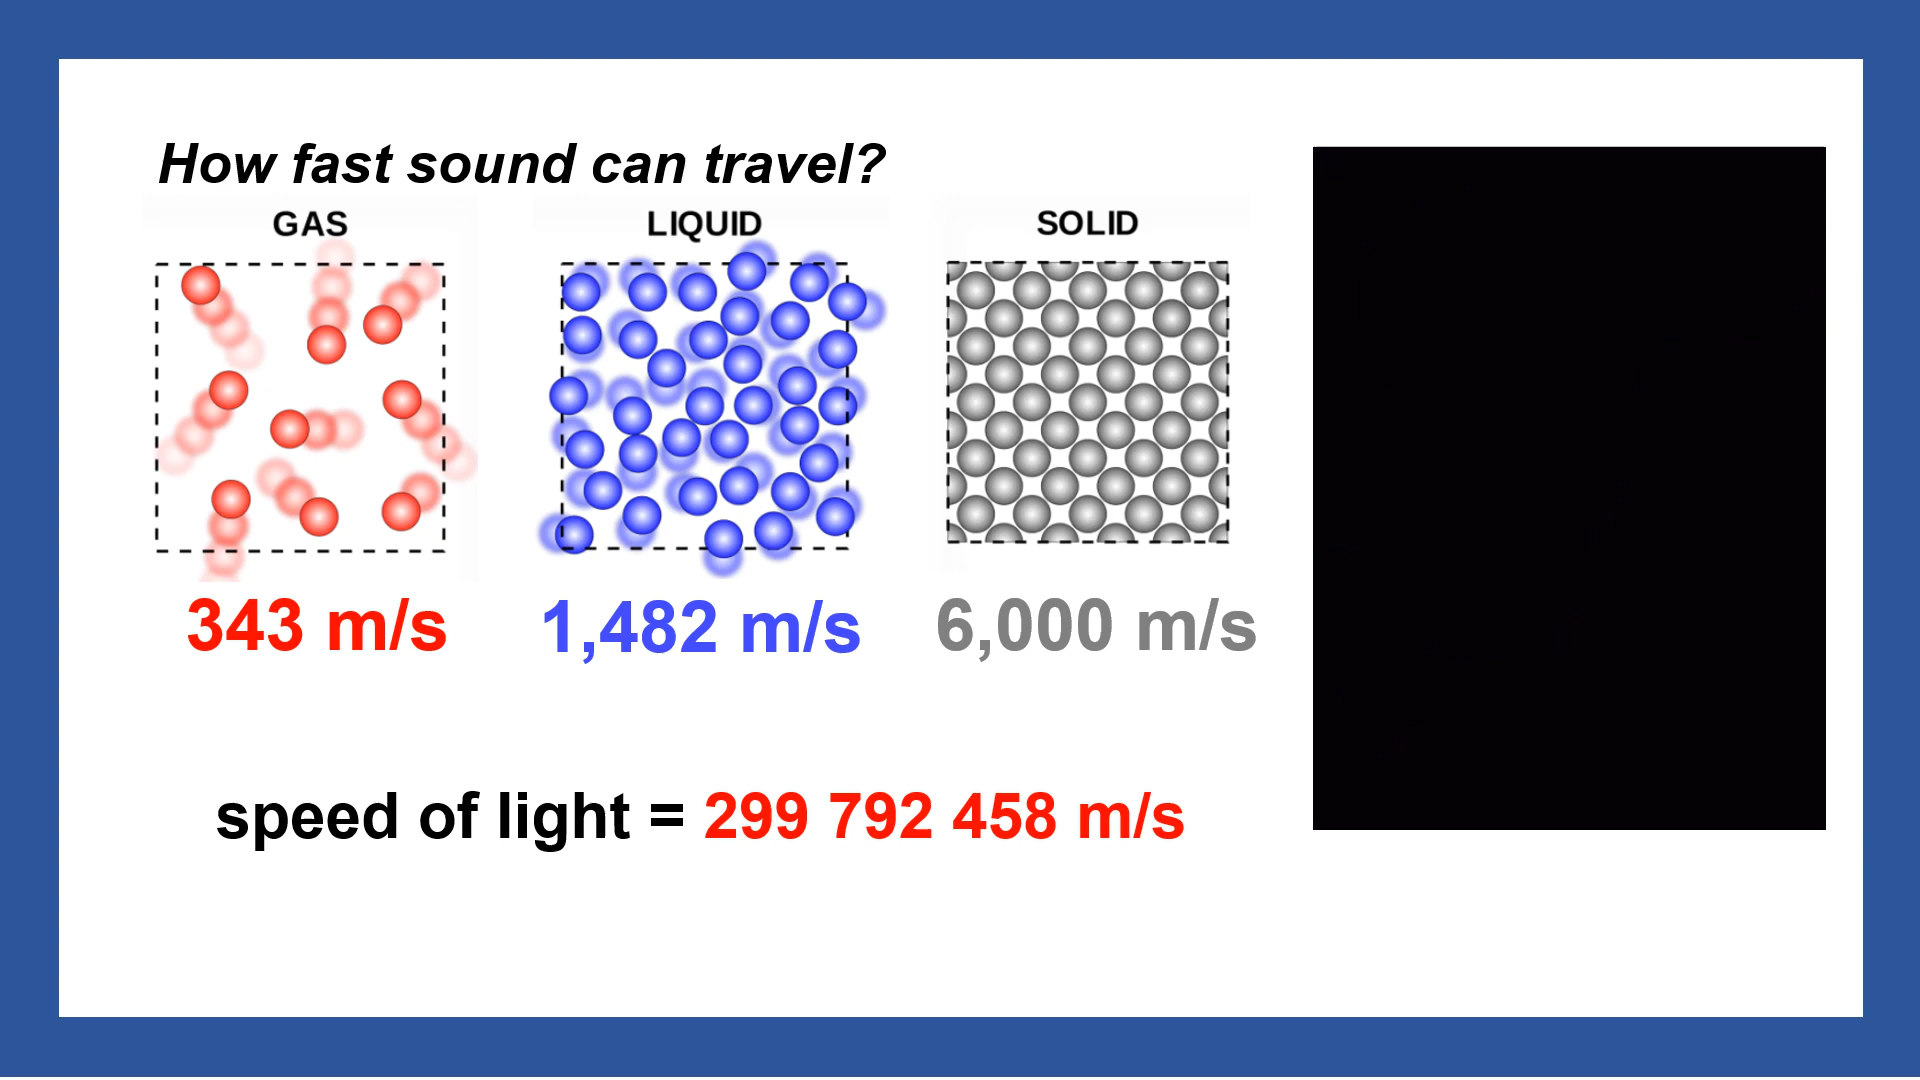 How fast sound can travel?
GAS LIQUID SOLID
343 m/s 1,482 m/s 6,000 m/s
speed of light = 299 792 458 m/s